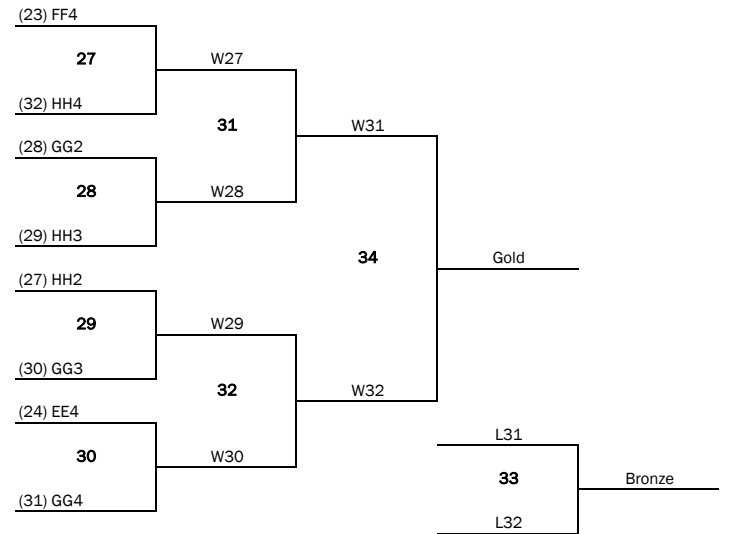 (23) FF4
27
W27
(32) HH4
31
W31
(28) GG2
28
W28
(29) HH3
34
Gold
(27) HH2
29
W29
(30) GG3
32
W32
(24) EE4
30
W30
(31) GG4
L31
33
Bronze
L32